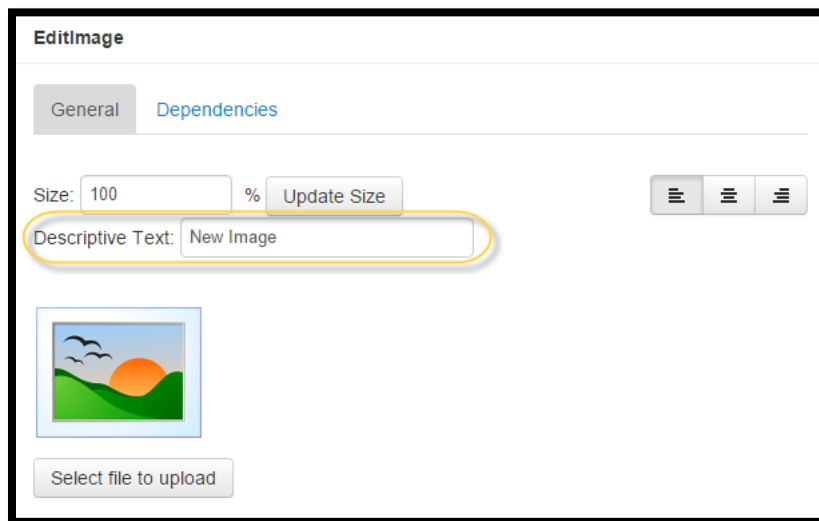 EditImage
General Dependencies
Size: 100 % Update Size
Descriptive Text: New Image
Select file to upload